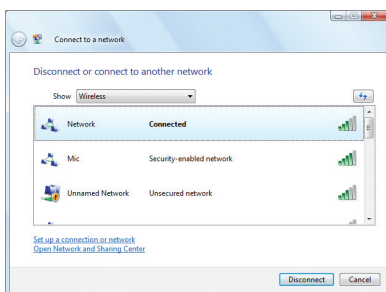 Connect to a network
Disconnect or connect to another network
Show Wireless
Network Connected
Mic Security-enabled network
Unnamed Network Unsecured network
Set up a connection or network
Open Network and Sharing Center
Disconnect Cancel